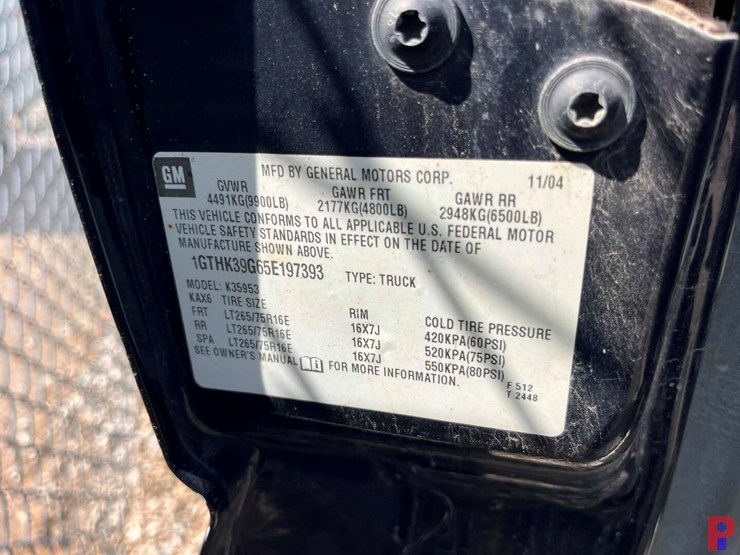 GM
MFD BY GENERAL MOTORS CORP. 11/04
GVWR GAWR FRT GAWR RR
4491KG(9900LB) 2177KG(4800LB) 2948KG(6500LB)
THIS VEHICLE CONFORMS TO ALL APPLICABLE U.S. FEDERAL MOTOR
VEHICLE SAFETY STANDARDS IN EFFECT ON THE DATE OF
MANUFACTURE SHOWN ABOVE.
1GTHK39G65E197393 TYPE: TRUCK
MODEL: K35953
KAX6 TIRE SIZE RIM COLD TIRE PRESSURE
FRT LT265/75R16E 16X7J 420KPA(60PSI)
RR LT265/75R16E 16X7J 520KPA(75PSI)
SPA LT265/75R16E 16X7J 550KPA(80PSI)
SEE OWNER'S MANUAL FOR MORE INFORMATION.
F 512
T 2448